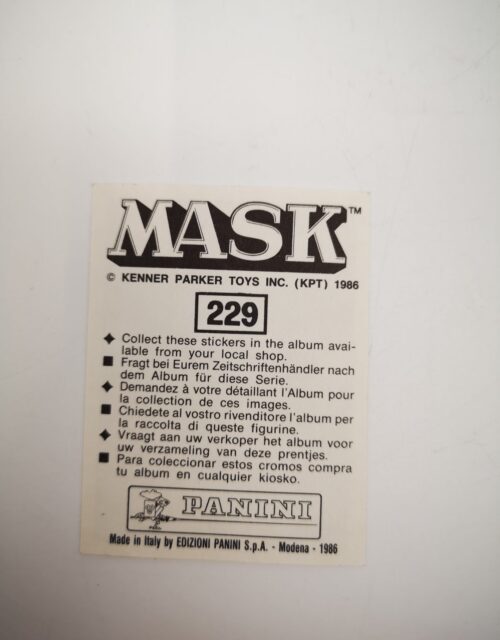 MASK™
© KENNER PARKER TOYS INC. (KPT) 1986
229
◆ Collect these stickers in the album avai-
lable from your local shop.
■ Fragt bei Eurem Zeitschriftenhändler nach
dem Album für diese Serie.
◆ Demandez à votre détaillant l'Album pour
la collection de ces images.
■ Chiedete al vostro rivenditore l'album per
la raccolta di queste figurine.
◆ Vraagt aan uw verkoper het album voor
uw verzameling van deze prentjes.
■ Para coleccionar estos cromos compra
tu album en cualquier kiosko.
PANINI
Made in Italy by EDIZIONI PANINI S.p.A. - Modena - 1986